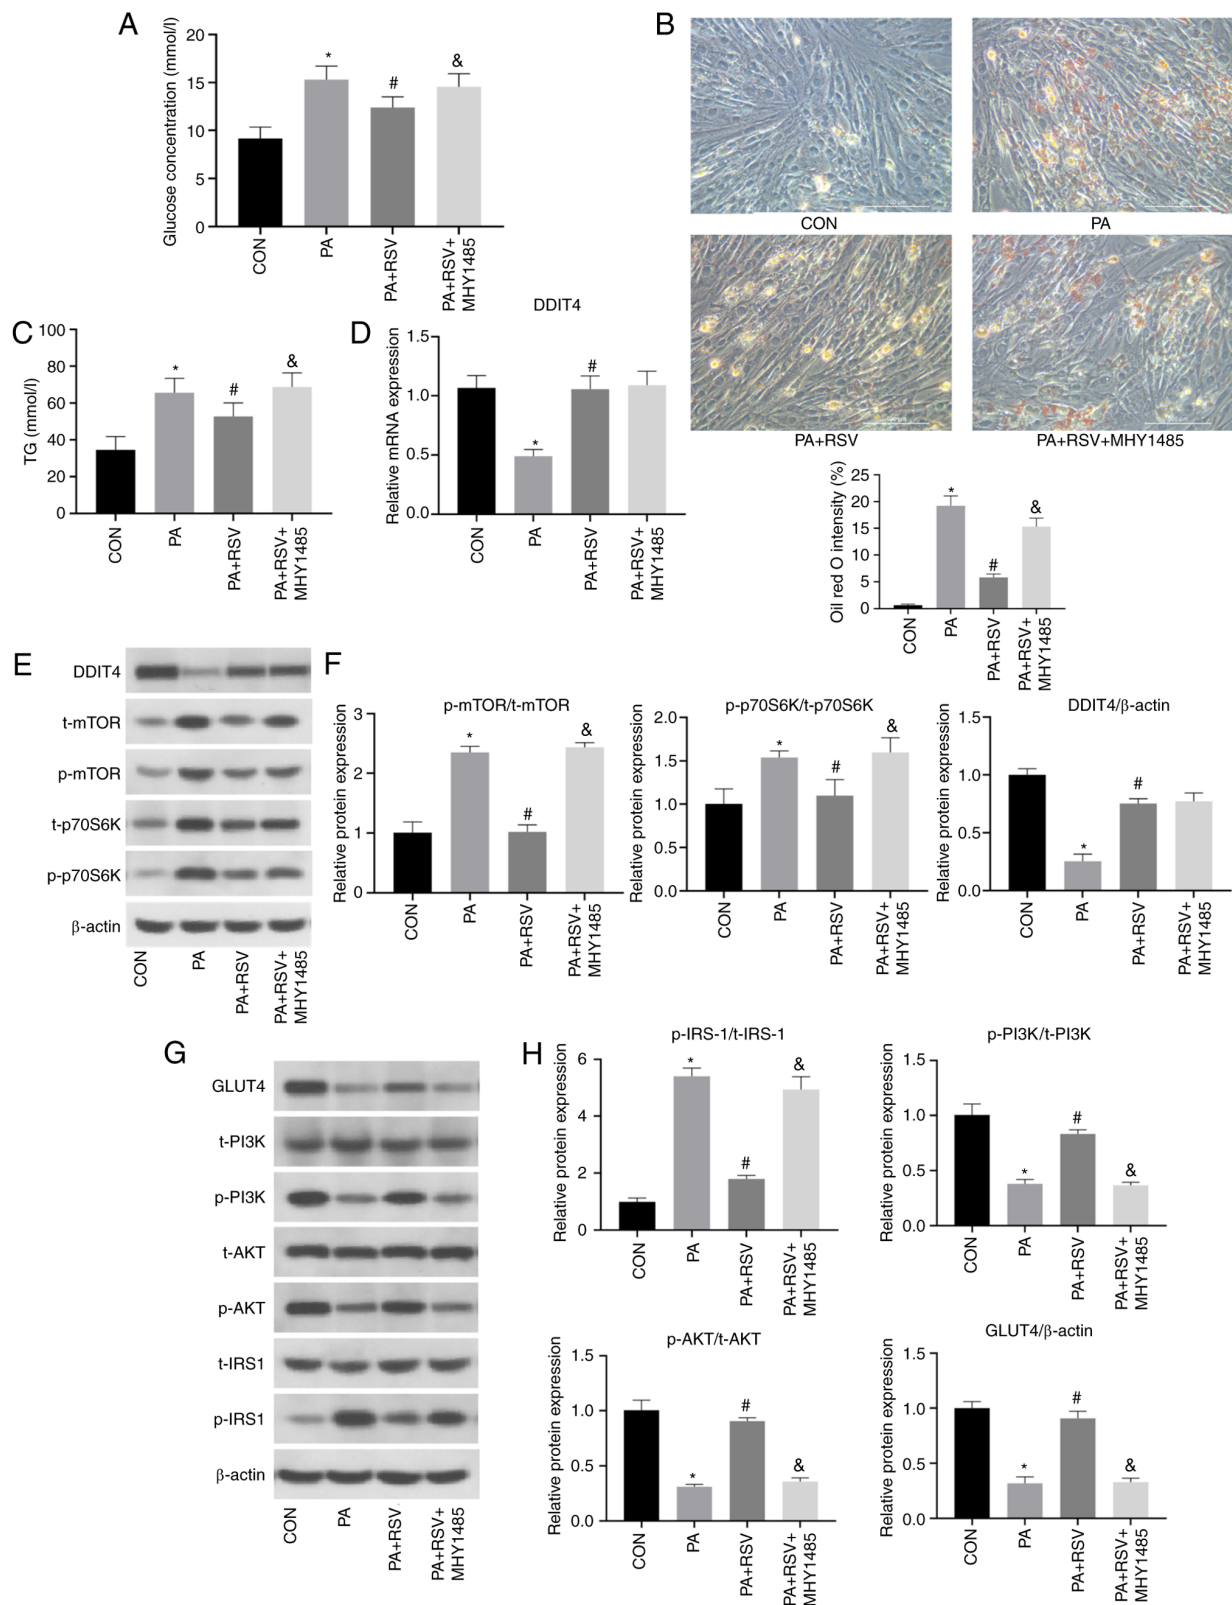 A
Glucose concentration (mmol/l)
20
15
10
5
0
*
#
&
CON
PA
PA+RSV
PA+RSV+
MHY1485
B
CON
PA
PA+RSV
PA+RSV+MHY1485
Oil red O intensity (%)
25
20
15
10
5
0
*
#
&
CON
PA
PA+RSV
PA+RSV+
MHY1485
C
TG (mmol/l)
100
80
60
40
20
0
*
#
&
CON
PA
PA+RSV
PA+RSV+
MHY1485
D
DDIT4
Relative mRNA expression
1.5
1.0
0.5
0.0
*
#
CON
PA
PA+RSV
PA+RSV+
MHY1485
E
DDIT4
t-mTOR
p-mTOR
t-p70S6K
p-p70S6K
β-actin
CON
PA
PA+RSV
PA+RSV+
MHY1485
F
p-mTOR/t-mTOR
Relative protein expression
3
2
1
0
*
#
&
CON
PA
PA+RSV
PA+RSV+
MHY1485
p-p70S6K/t-p70S6K
Relative protein expression
2.0
1.5
1.0
0.5
0.0
*
#
&
CON
PA
PA+RSV
PA+RSV+
MHY1485
DDIT4/β-actin
Relative protein expression
1.5
1.0
0.5
0.0
*
#
CON
PA
PA+RSV
PA+RSV+
MHY1485
G
GLUT4
t-PI3K
p-PI3K
t-AKT
p-AKT
t-IRS1
p-IRS1
β-actin
CON
PA
PA+RSV
PA+RSV+
MHY1485
H
p-IRS-1/t-IRS-1
Relative protein expression
6
4
2
0
*
#
&
CON
PA
PA+RSV
PA+RSV+
MHY1485
p-PI3K/t-PI3K
Relative protein expression
1.5
1.0
0.5
0.0
*
#
&
CON
PA
PA+RSV
PA+RSV+
MHY1485
p-AKT/t-AKT
Relative protein expression
1.5
1.0
0.5
0.0
*
#
&
CON
PA
PA+RSV
PA+RSV+
MHY1485
GLUT4/β-actin
Relative protein expression
1.5
1.0
0.5
0.0
*
#
&
CON
PA
PA+RSV
PA+RSV+
MHY1485